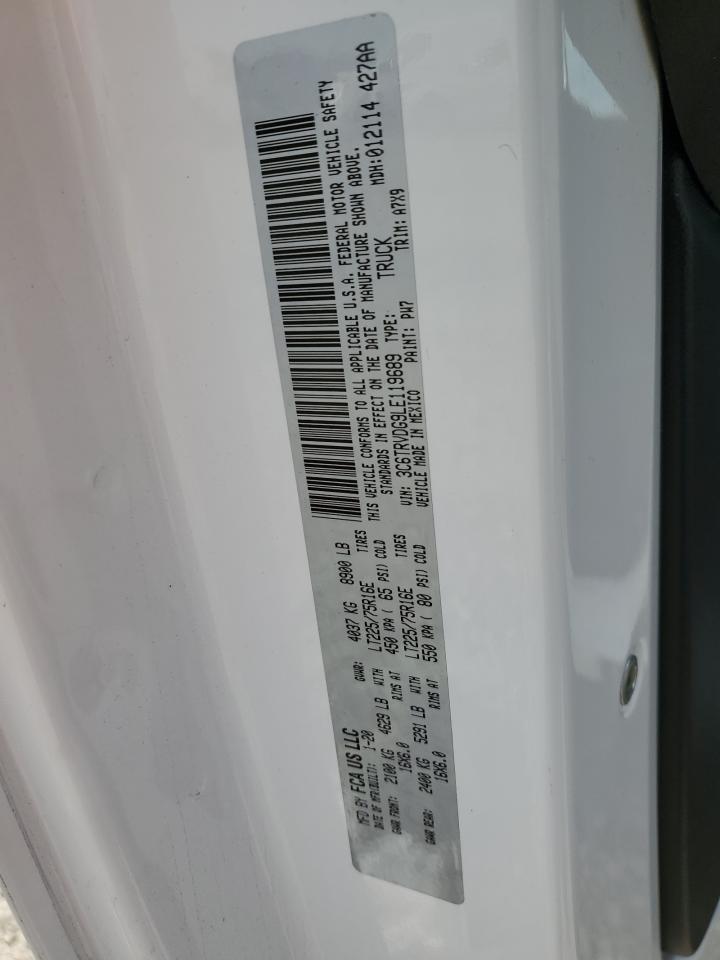 MFD BY FCA US LLC
DATE OF MFR(BUILT): 1-20 GVWR: 4037 KG 8900 LB
GAWR FRONT: 2100 KG 4629 LB WITH LT225/75R16E TIRES
16X6.0 RIMS AT 450 KPA ( 65 PSI) COLD
GAWR REAR: 2400 KG 5291 LB WITH LT225/75R16E TIRES
16X6.0 RIMS AT 550 KPA ( 80 PSI) COLD
THIS VEHICLE CONFORMS TO ALL APPLICABLE U.S.A. FEDERAL MOTOR VEHICLE SAFETY
STANDARDS IN EFFECT ON THE DATE OF MANUFACTURE SHOWN ABOVE.
VIN: 3C6TRVDG9LE119689 TYPE: TRUCK MDH:012114 427AA
VEHICLE MADE IN MEXICO PAINT: PW7 TRIM: A7X9